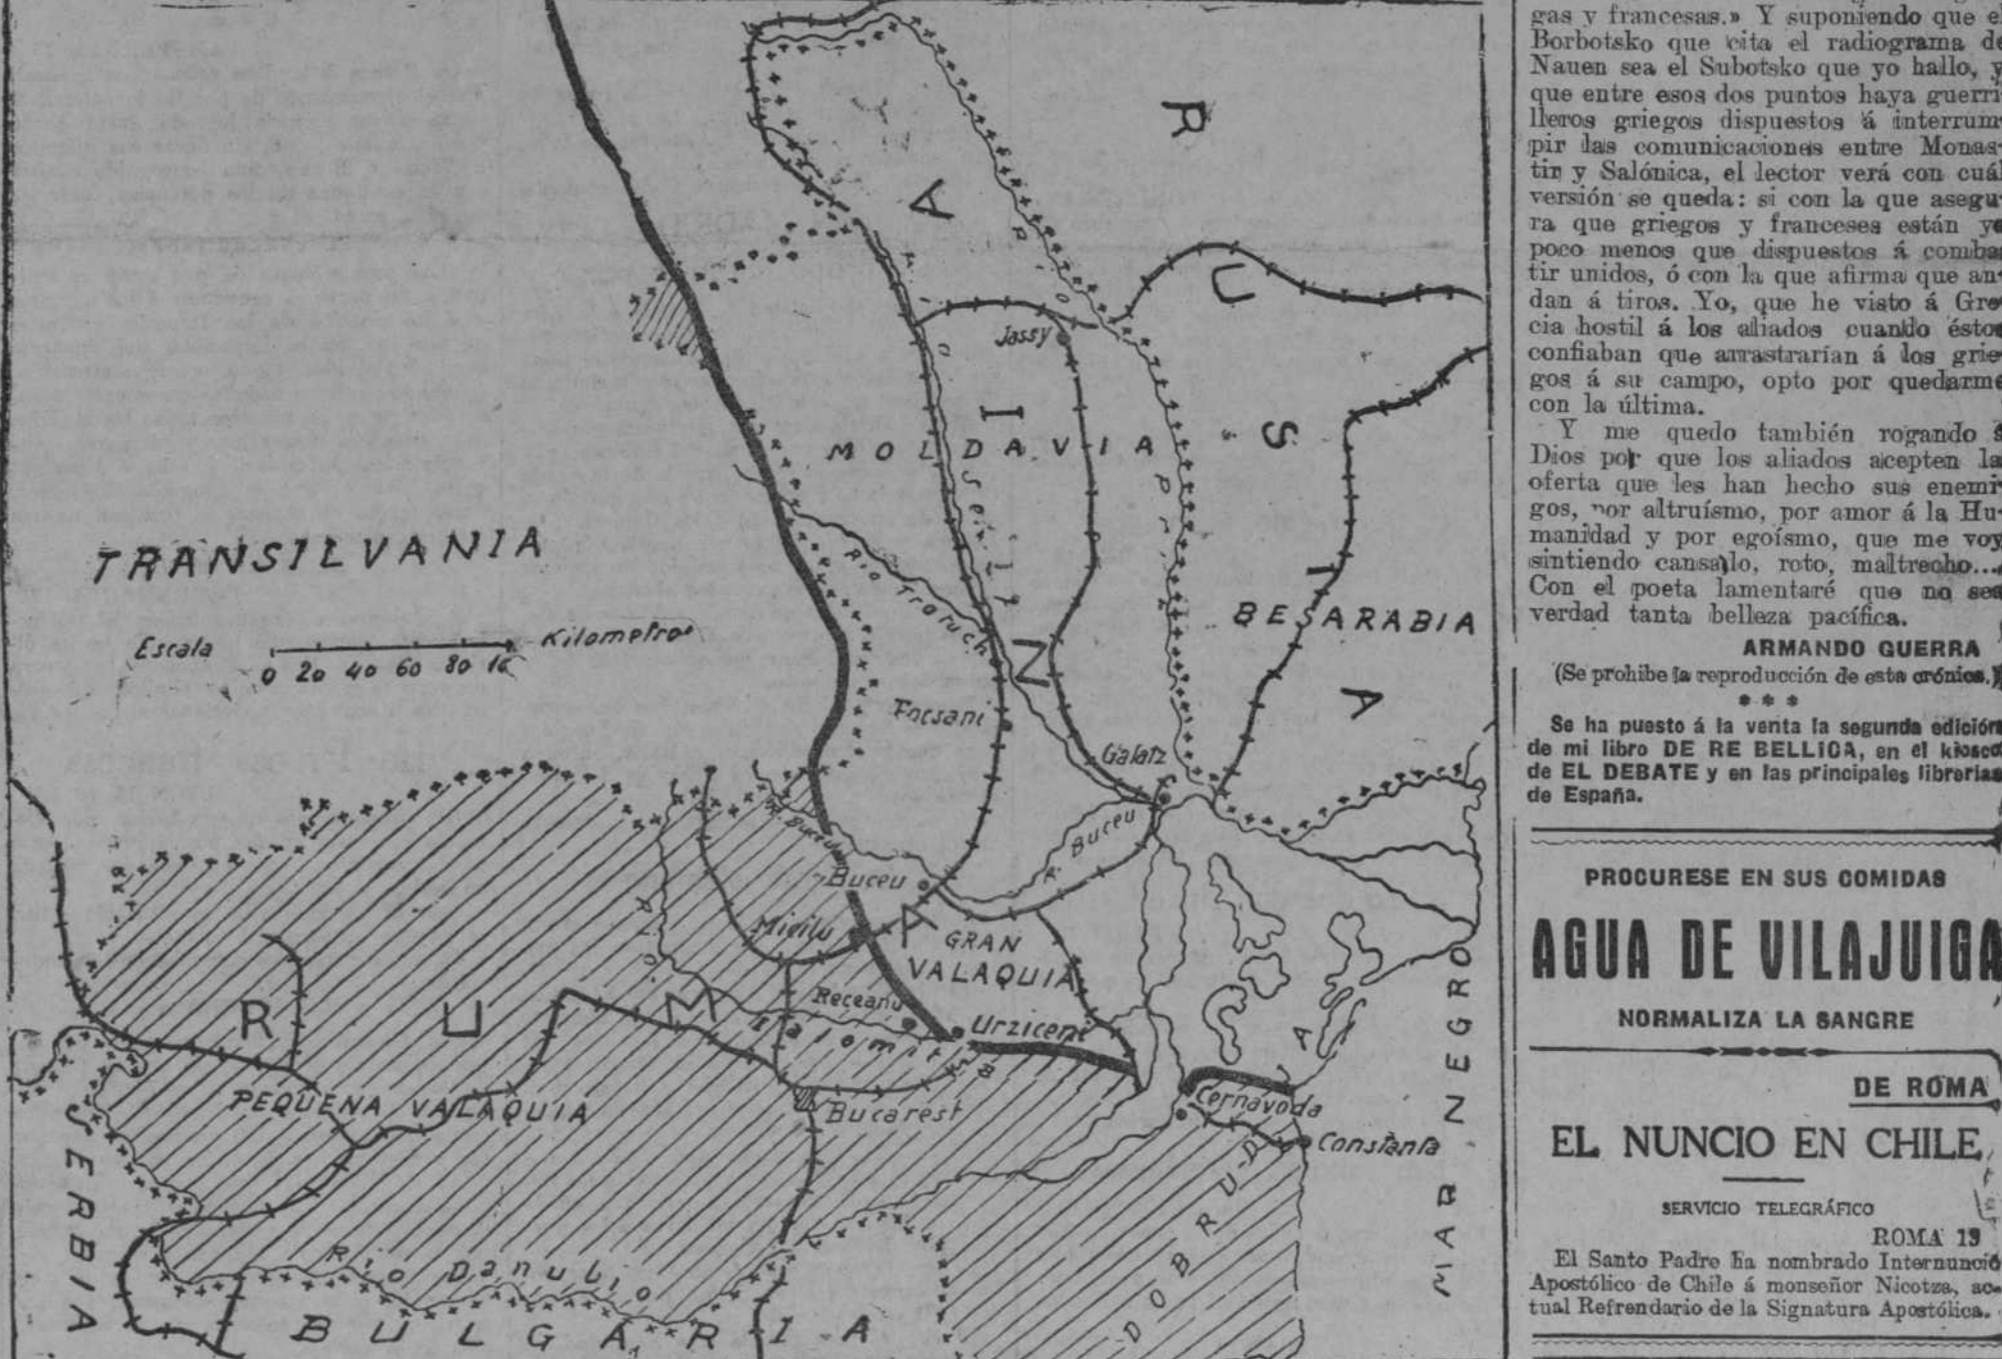 R U S I A
TRANSILVANIA
Escala
0 20 40 60 80
Kilometros
MOLDAVIA
Jassy
R. Pruth
Río Trotuch
BESARABIA
Focsani
Galatz
R. Buceu
R. Buceu
Buceu
Micilu
GRAN
VALAQUIA
R U M A N I A
Receanu
Urziceni
Ialomitsa
PEQUEÑA VALAQUIA
Bucarest
Cernavoda
Constanta
DOBRUDJA
MAR NEGRO
SERBIA
Rio Danubio
BULGARIA
gas y francesas.» Y suponiendo que el
Borbotsko que cita el radiograma de
Nauen sea el Subotsko que yo hallo, y
que entre esos dos puntos haya guerri-
lleros griegos dispuestos á interrum-
pir las comunicaciones entre Monas-
tir y Salónica, el lector verá con cuál
versión se queda: si con la que asegu-
ra que griegos y franceses están ya
poco menos que dispuestos á comba-
tir unidos, ó con la que afirma que an-
dan á tiros. Yo, que he visto á Gre-
cia hostil á los aliados cuando éstos
confiaban que arrastrarían á los grie-
gos á su campo, opto por quedarme
con la última.
Y me quedo también rogando á
Dios por que los aliados acepten la
oferta que les han hecho sus enemi-
gos, por altruísmo, por amor á la Hu-
manidad y por egoísmo, que me voy
sintiendo cansado, roto, maltrecho...
Con el poeta lamentaré que no sea
verdad tanta belleza pacífica.
ARMANDO GUERRA
(Se prohibe la reproducción de esta crónica.)
* * *
Se ha puesto á la venta la segunda edición
de mi libro DE RE BELLICA, en el kiosco
de EL DEBATE y en las principales librerías
de España.
PROCURESE EN SUS COMIDAS
AGUA DE VILAJUIGA
NORMALIZA LA SANGRE
DE ROMA
EL NUNCIO EN CHILE
SERVICIO TELEGRÁFICO
ROMA 19
El Santo Padre ha nombrado Internuncio
Apostólico de Chile á monseñor Nicotza, ac-
tual Refrendario de la Signatura Apostólica.